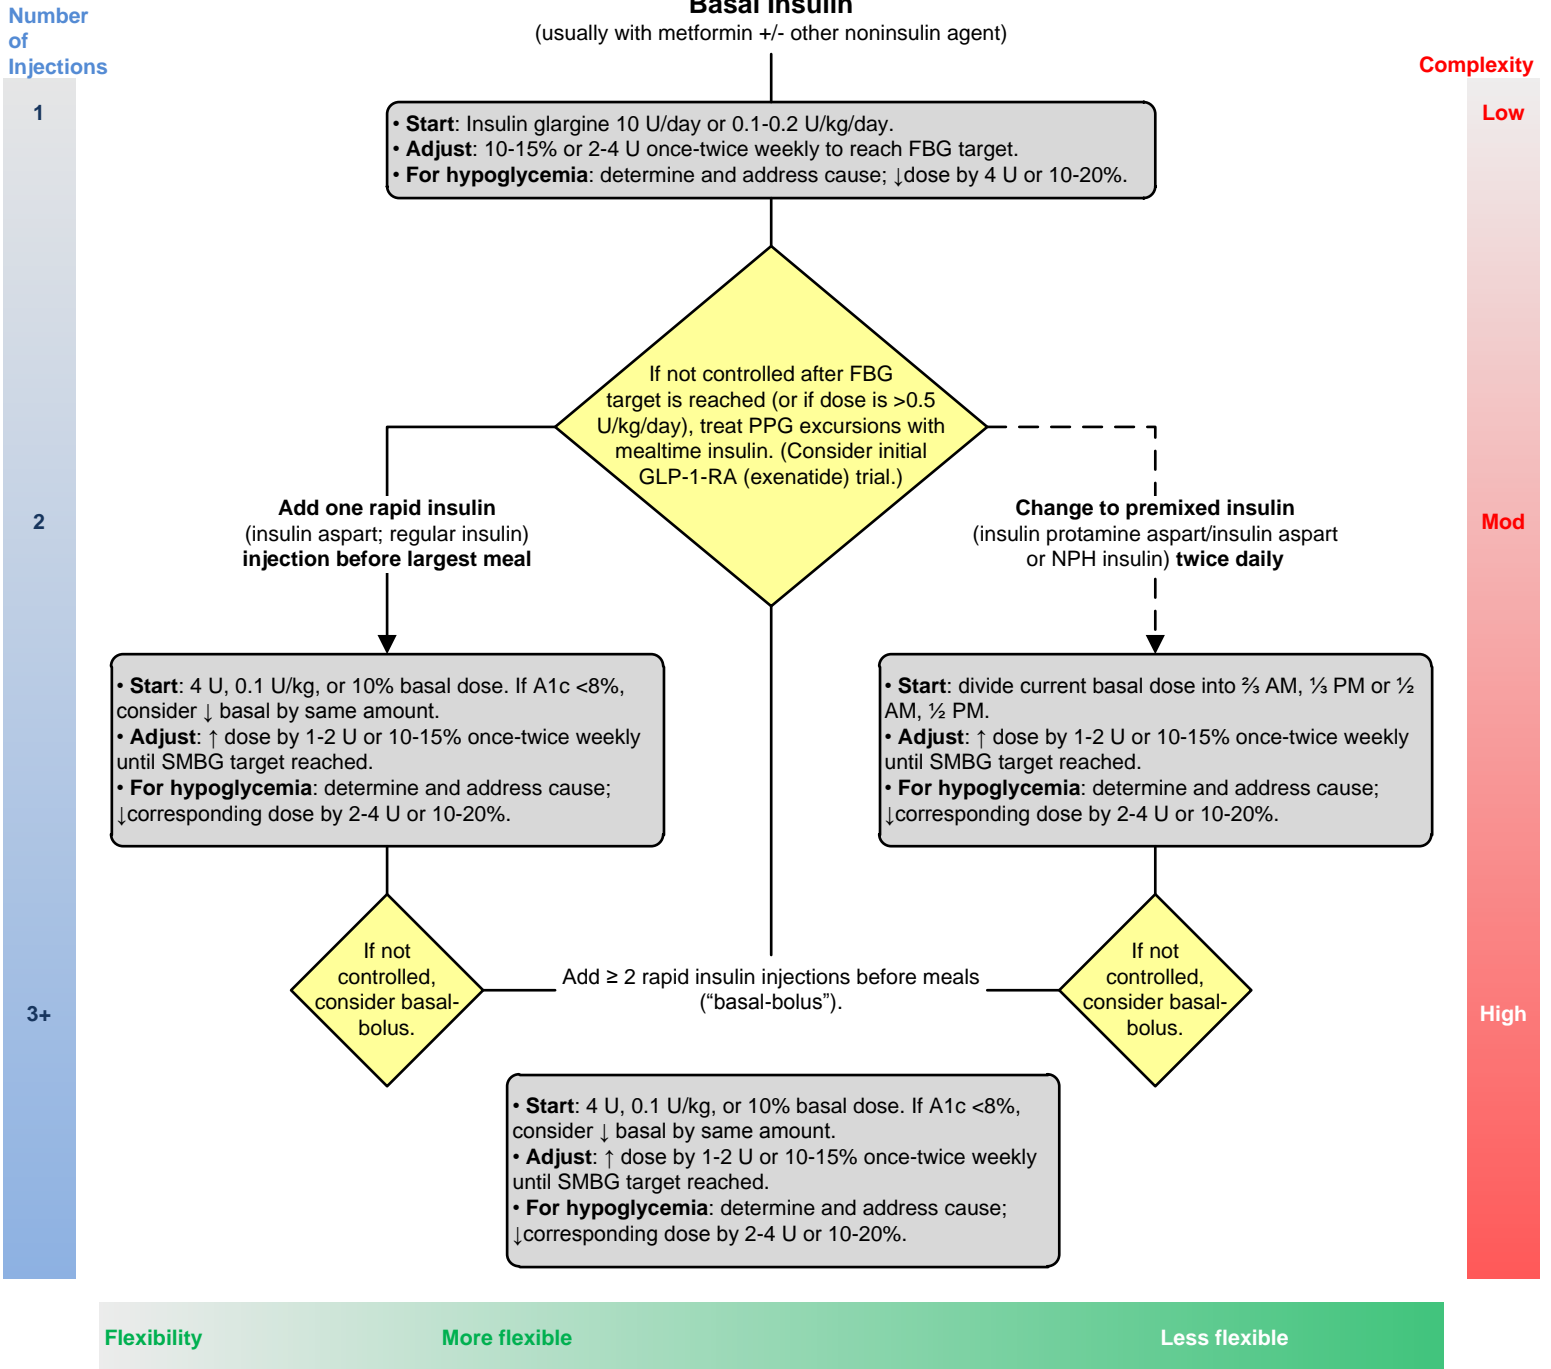 Basal Insulin
(usually with metformin +/- other noninsulin agent)
Number
of
Injections
Complexity
1
Low
• Start: Insulin glargine 10 U/day or 0.1-0.2 U/kg/day.
• Adjust: 10-15% or 2-4 U once-twice weekly to reach FBG target.
• For hypoglycemia: determine and address cause; ↓dose by 4 U or 10-20%.
If not controlled after FBG
target is reached (or if dose is >0.5
U/kg/day), treat PPG excursions with
mealtime insulin. (Consider initial
GLP-1-RA (exenatide) trial.)
2
Mod
Add one rapid insulin
(insulin aspart; regular insulin)
injection before largest meal
Change to premixed insulin
(insulin protamine aspart/insulin aspart
or NPH insulin) twice daily
• Start: 4 U, 0.1 U/kg, or 10% basal dose. If A1c <8%,
consider ↓ basal by same amount.
• Adjust: ↑ dose by 1-2 U or 10-15% once-twice weekly
until SMBG target reached.
• For hypoglycemia: determine and address cause;
↓corresponding dose by 2-4 U or 10-20%.
• Start: divide current basal dose into ⅔ AM, ⅓ PM or ½
AM, ½ PM.
• Adjust: ↑ dose by 1-2 U or 10-15% once-twice weekly
until SMBG target reached.
• For hypoglycemia: determine and address cause;
↓corresponding dose by 2-4 U or 10-20%.
If not
controlled,
consider basal-
bolus.
Add ≥ 2 rapid insulin injections before meals
(“basal-bolus”).
If not
controlled,
consider basal-
bolus.
3+
High
• Start: 4 U, 0.1 U/kg, or 10% basal dose. If A1c <8%,
consider ↓ basal by same amount.
• Adjust: ↑ dose by 1-2 U or 10-15% once-twice weekly
until SMBG target reached.
• For hypoglycemia: determine and address cause;
↓corresponding dose by 2-4 U or 10-20%.
Flexibility
More flexible
Less flexible